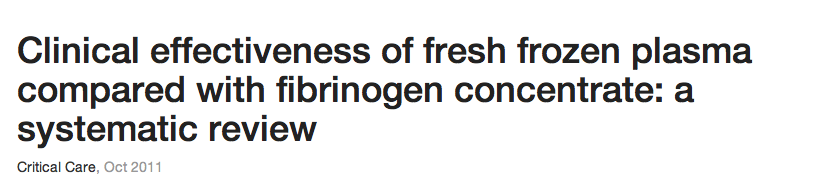 Clinical effectiveness of fresh frozen plasma
compared with fibrinogen concentrate: a
systematic review
Critical Care, Oct 2011